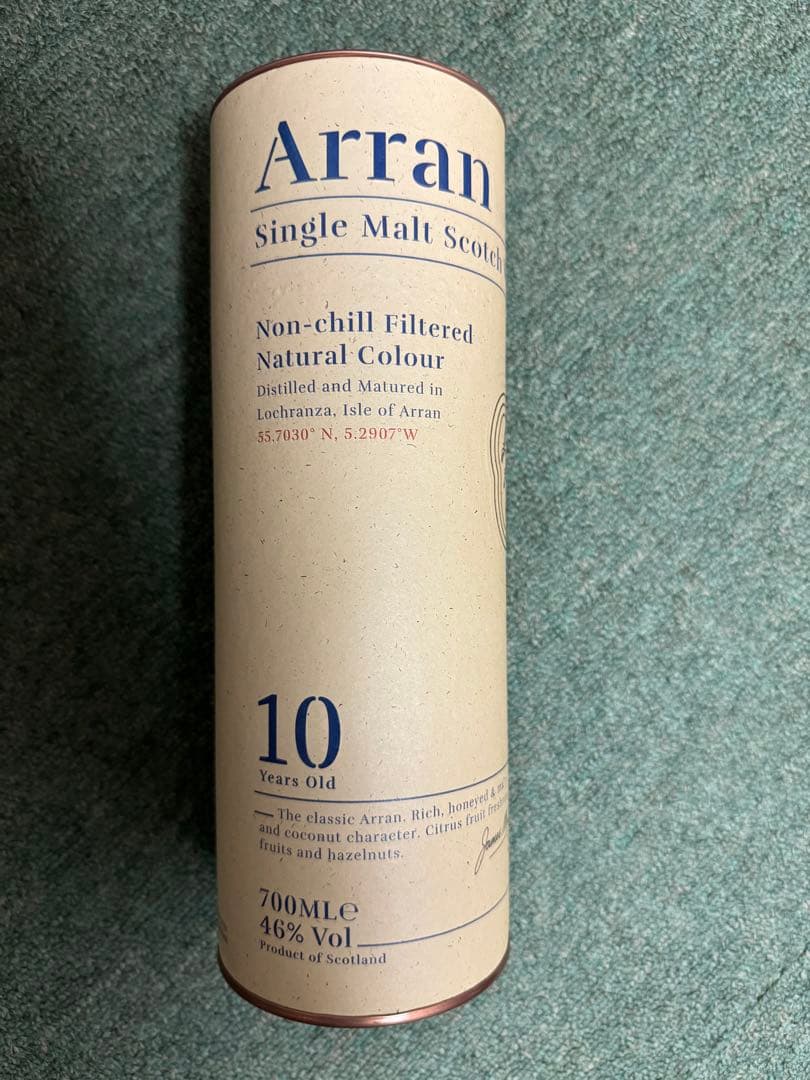 Arran
Single Malt Scotch
Non-chill Filtered
Natural Colour
Distilled and Matured in
Lochranza, Isle of Arran
55.7030° N, 5.2907°W
10
Years Old
— The classic Arran. Rich, honeyed &
and coconut character. Citrus fruit
fruits and hazelnuts.
James
700ML℮
46% Vol
Product of Scotland